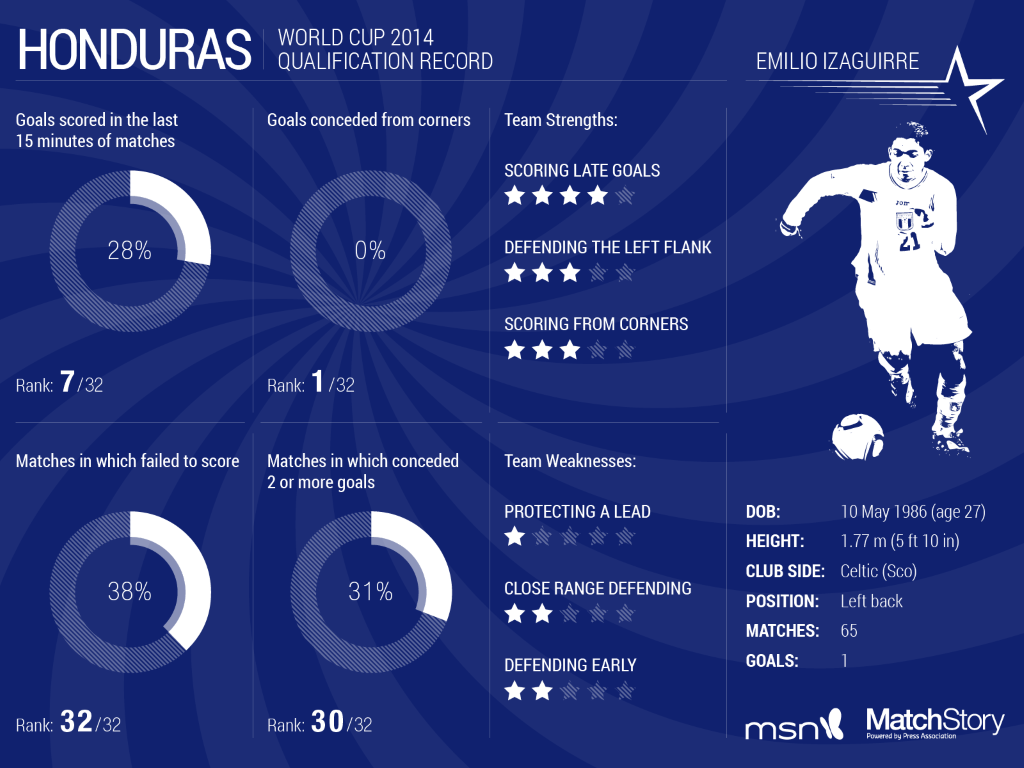 HONDURAS
WORLD CUP 2014
QUALIFICATION RECORD
EMILIO IZAGUIRRE
Goals scored in the last
15 minutes of matches
28%
Rank: 7/32
Goals conceded from corners
0%
Rank: 1/32
Team Strengths:
SCORING LATE GOALS
DEFENDING THE LEFT FLANK
SCORING FROM CORNERS
21
Matches in which failed to score
38%
Rank: 32/32
Matches in which conceded
2 or more goals
31%
Rank: 30/32
Team Weaknesses:
PROTECTING A LEAD
CLOSE RANGE DEFENDING
DEFENDING EARLY
DOB: 10 May 1986 (age 27)
HEIGHT: 1.77 m (5 ft 10 in)
CLUB SIDE: Celtic (Sco)
POSITION: Left back
MATCHES: 65
GOALS: 1
msn
MatchStory
Powered by Press Association